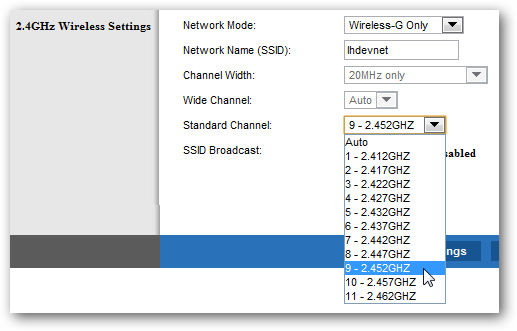 2.4GHz Wireless Settings
Network Mode: Wireless-G Only
Network Name (SSID): lhdevnet
Channel Width: 20MHz only
Wide Channel: Auto
Standard Channel: 9 - 2.452GHZ
SSID Broadcast:
Auto
1 - 2.412GHZ
2 - 2.417GHZ
3 - 2.422GHZ
4 - 2.427GHZ
5 - 2.432GHZ
6 - 2.437GHZ
7 - 2.442GHZ
8 - 2.447GHZ
9 - 2.452GHZ
10 - 2.457GHZ
11 - 2.462GHZ